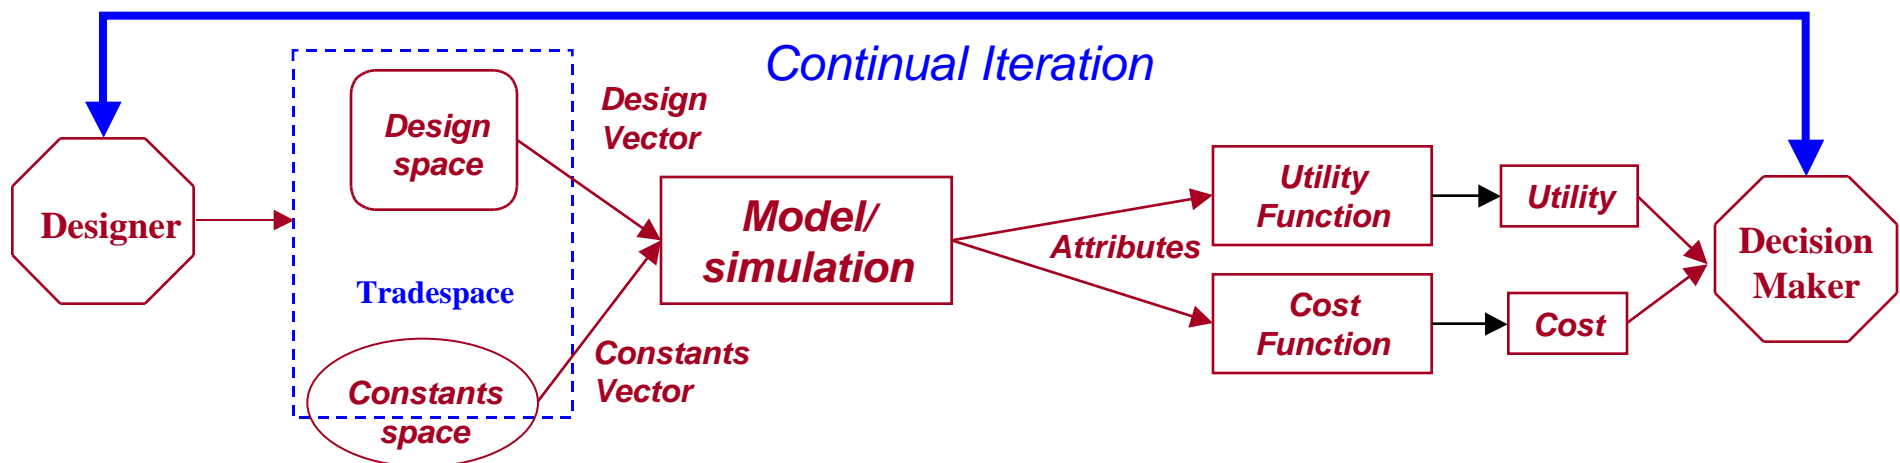 Continual Iteration
Designer
Design
space
Tradespace
Constants
space
Design
Vector
Constants
Vector
Model/
simulation
Attributes
Utility
Function
Cost
Function
Utility
Cost
Decision
Maker